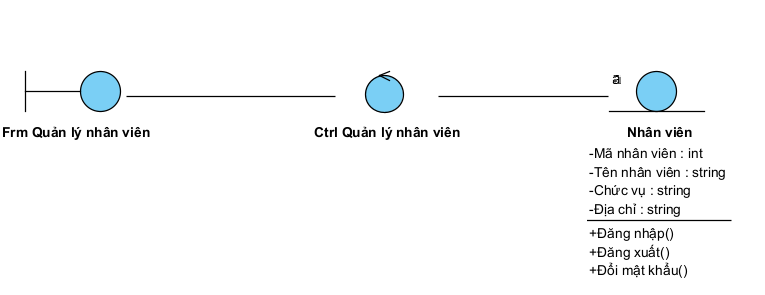 a
Frm Quản lý nhân viên
Ctrl Quản lý nhân viên
Nhân viên
-Mã nhân viên : int
-Tên nhân viên : string
-Chức vụ : string
-Địa chỉ : string
+Đăng nhập()
+Đăng xuất()
+Đổi mật khẩu()